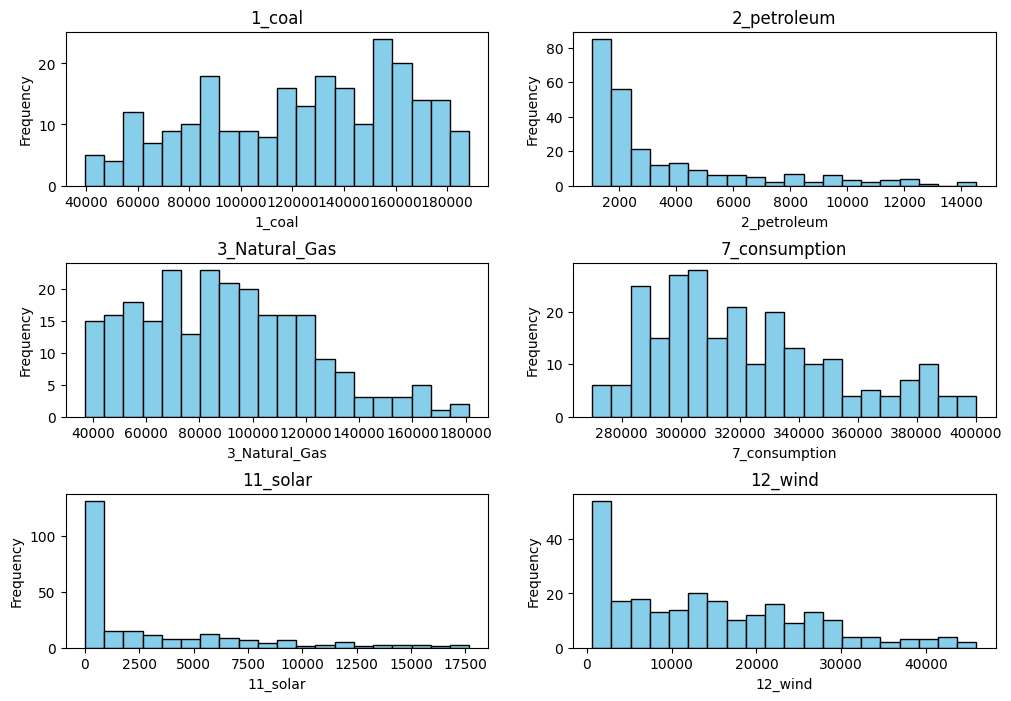 1_coal
Frequency
20
10
0
40000 60000 80000 100000 120000 140000 160000 180000
1_coal
2_petroleum
Frequency
80
60
40
20
0
2000 4000 6000 8000 10000 12000 14000
2_petroleum
3_Natural_Gas
Frequency
20
15
10
5
0
40000 60000 80000 100000 120000 140000 160000 180000
3_Natural_Gas
7_consumption
Frequency
20
10
0
280000 300000 320000 340000 360000 380000 400000
7_consumption
11_solar
Frequency
100
50
0
0 2500 5000 7500 10000 12500 15000 17500
11_solar
12_wind
Frequency
40
20
0
0 10000 20000 30000 40000
12_wind